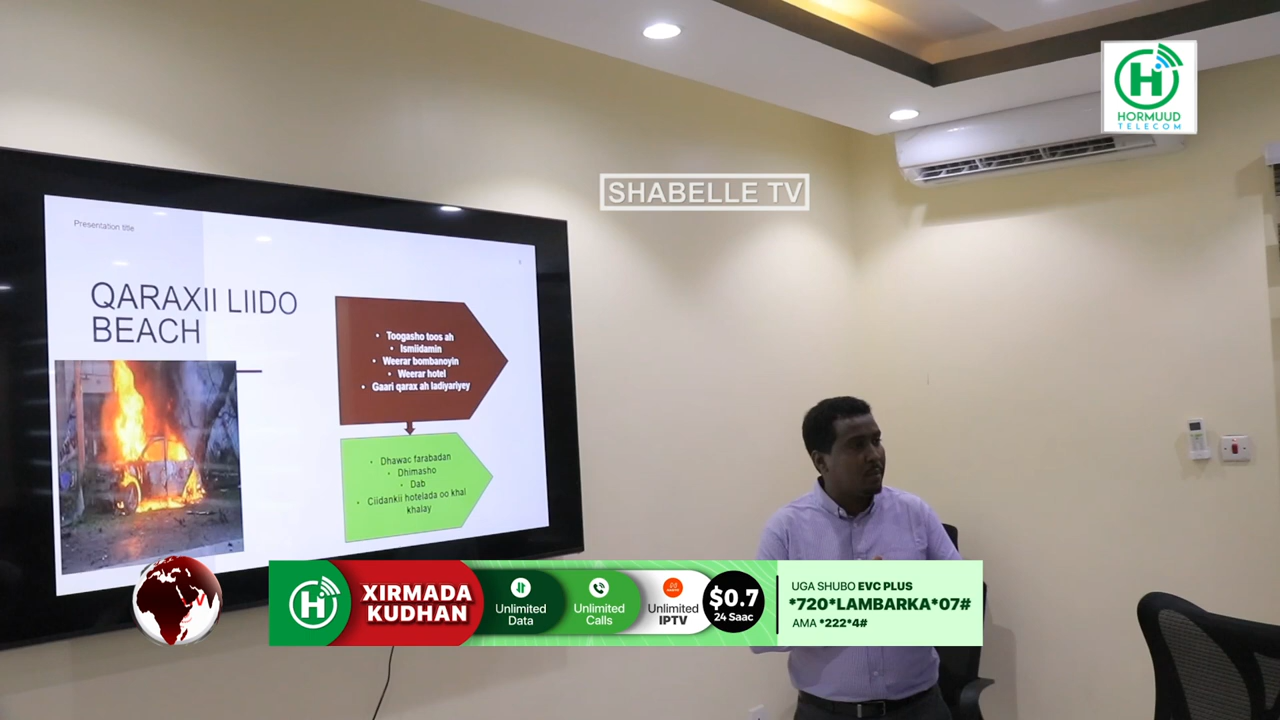 HORMUUD
TELECOM
SHABELLE TV
Presentation title
QARAXII LIIDO
BEACH
• Toogasho toos ah
• Ismiidamin
• Weerar bombanoyin
• Weerar hotel
• Gaari qarax ah ladiyariyey
• Dhawac farabadan
• Dhimasho
• Dab
• Ciidankii hotelada oo khal
khalay
XIRMADA
KUDHAN
Unlimited
Data
Unlimited
Calls
Unlimited
IPTV
$0.7
24 Saac
UGA SHUBO EVC PLUS
*720*LAMBARKA*07#
AMA *222*4#